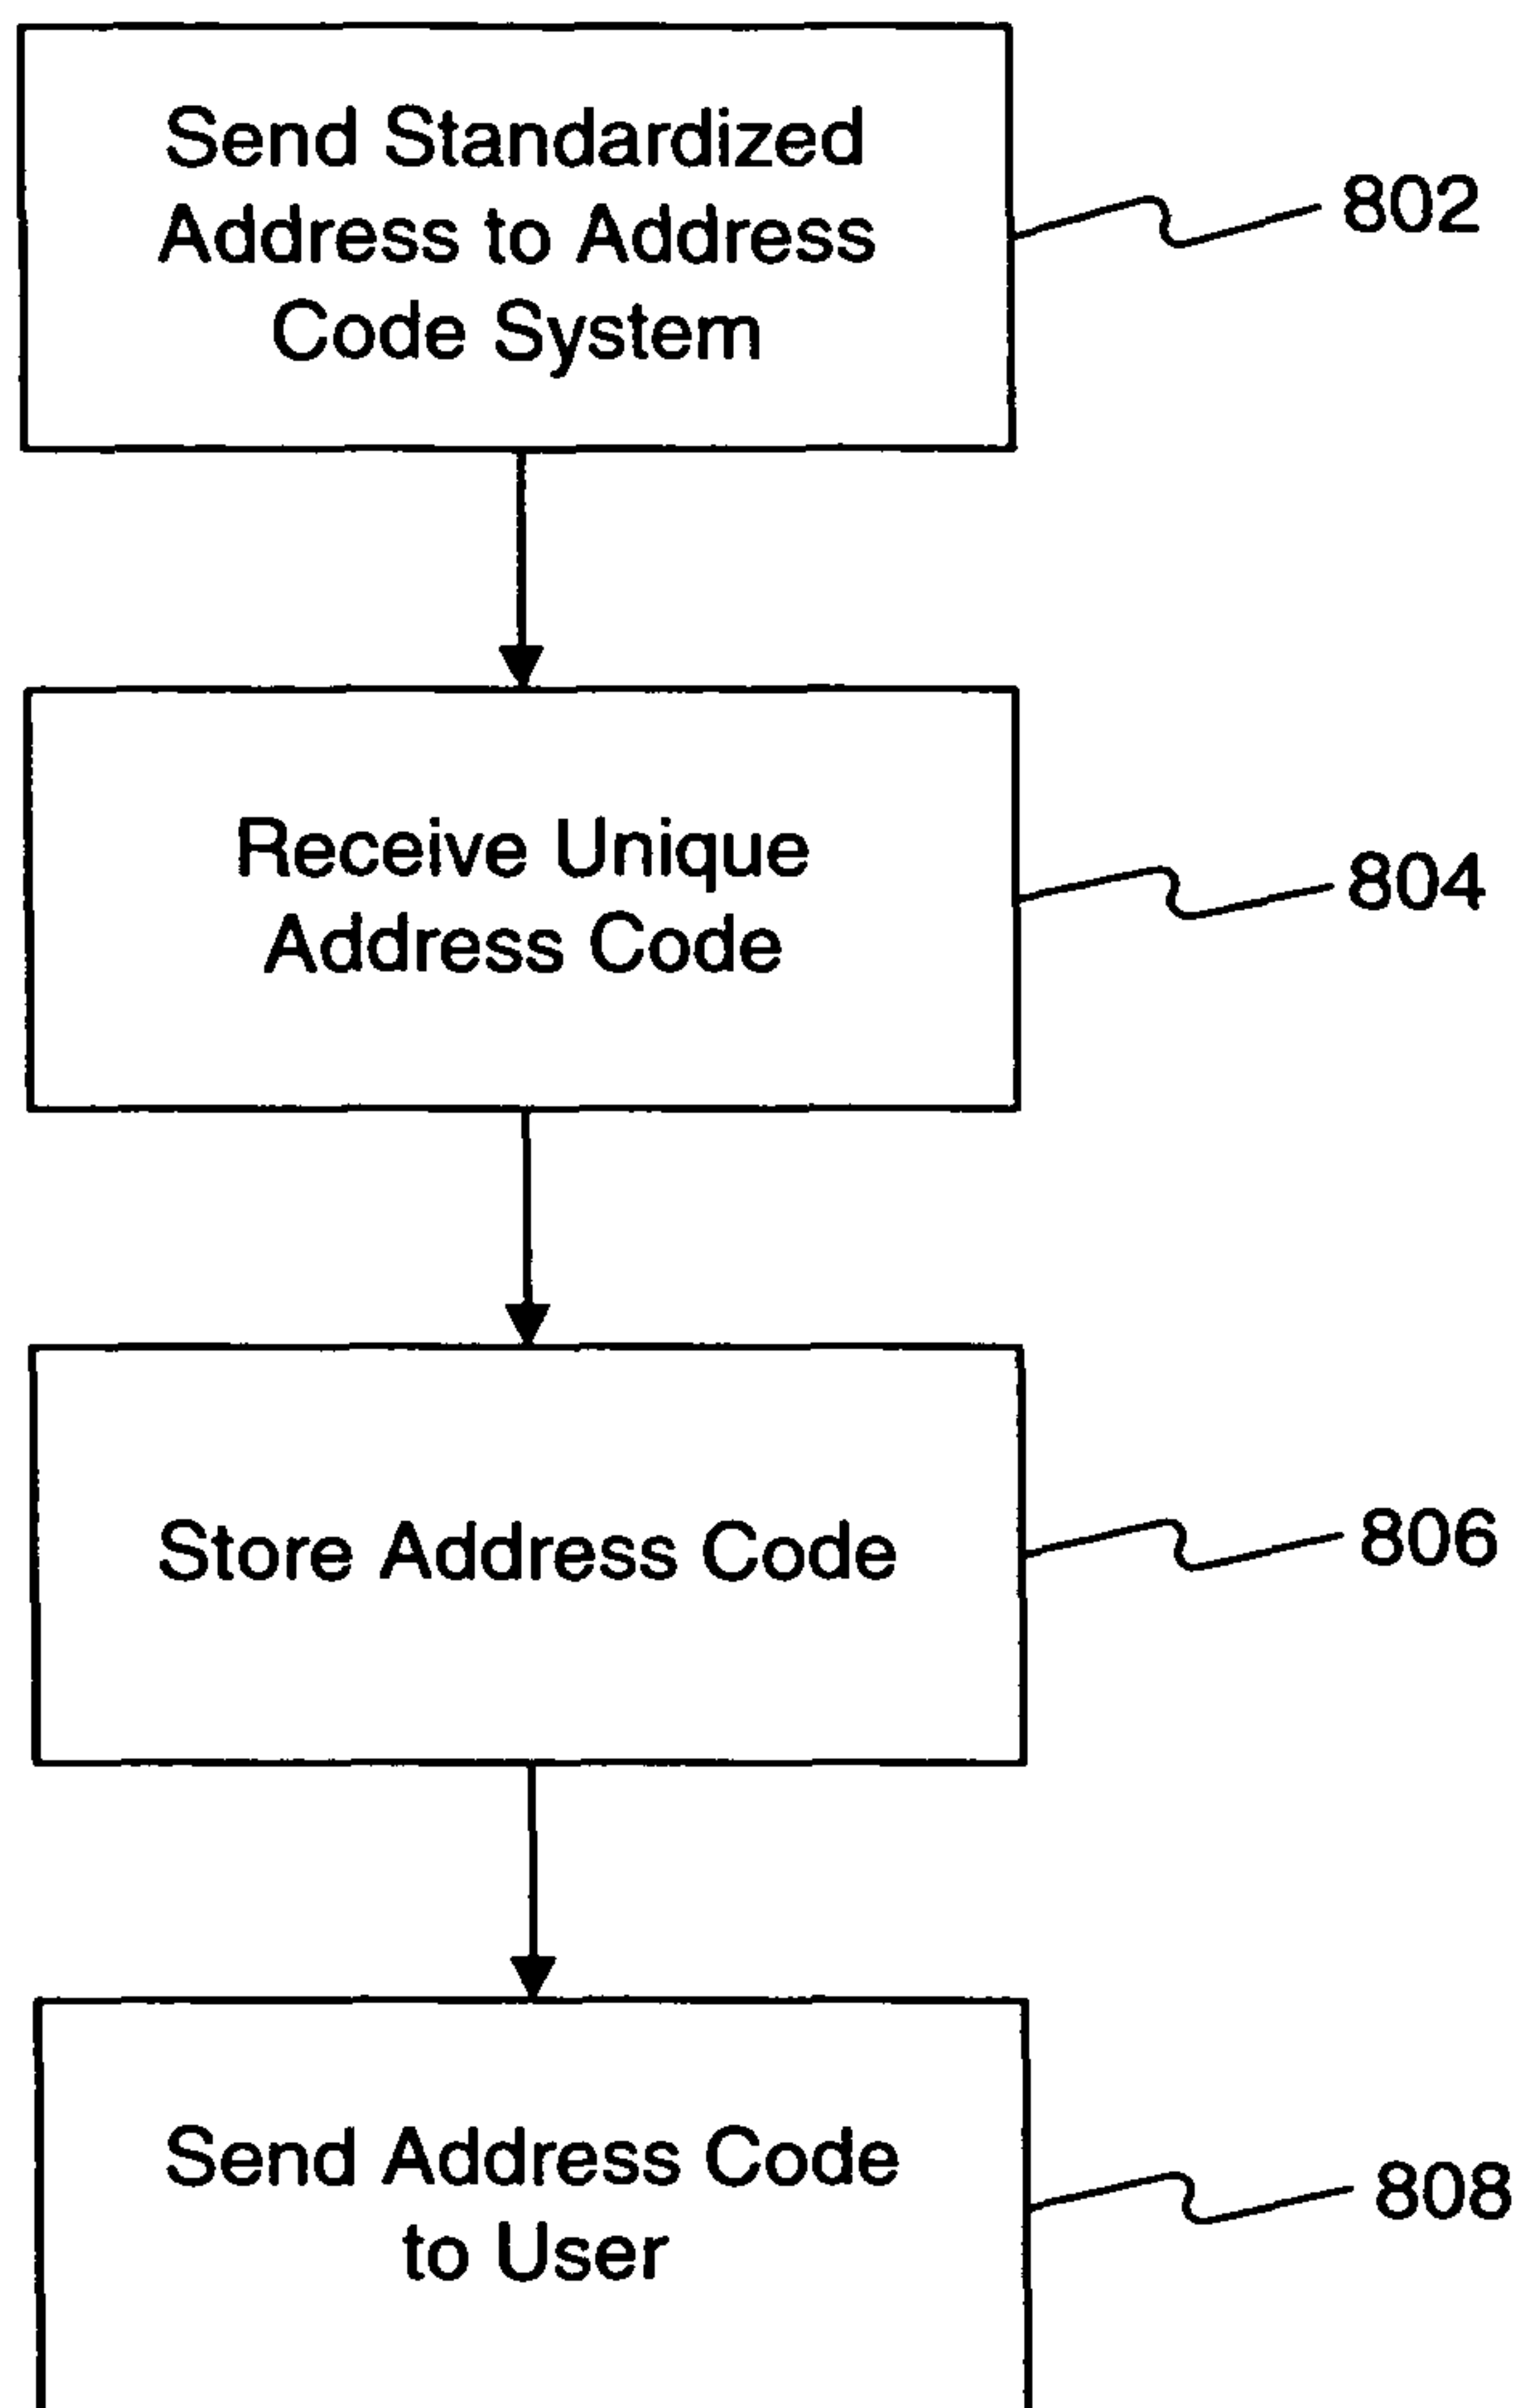 Send Standardized
Address to Address
Code System
802
Receive Unique
Address Code
804
Store Address Code
806
Send Address Code
to User
808